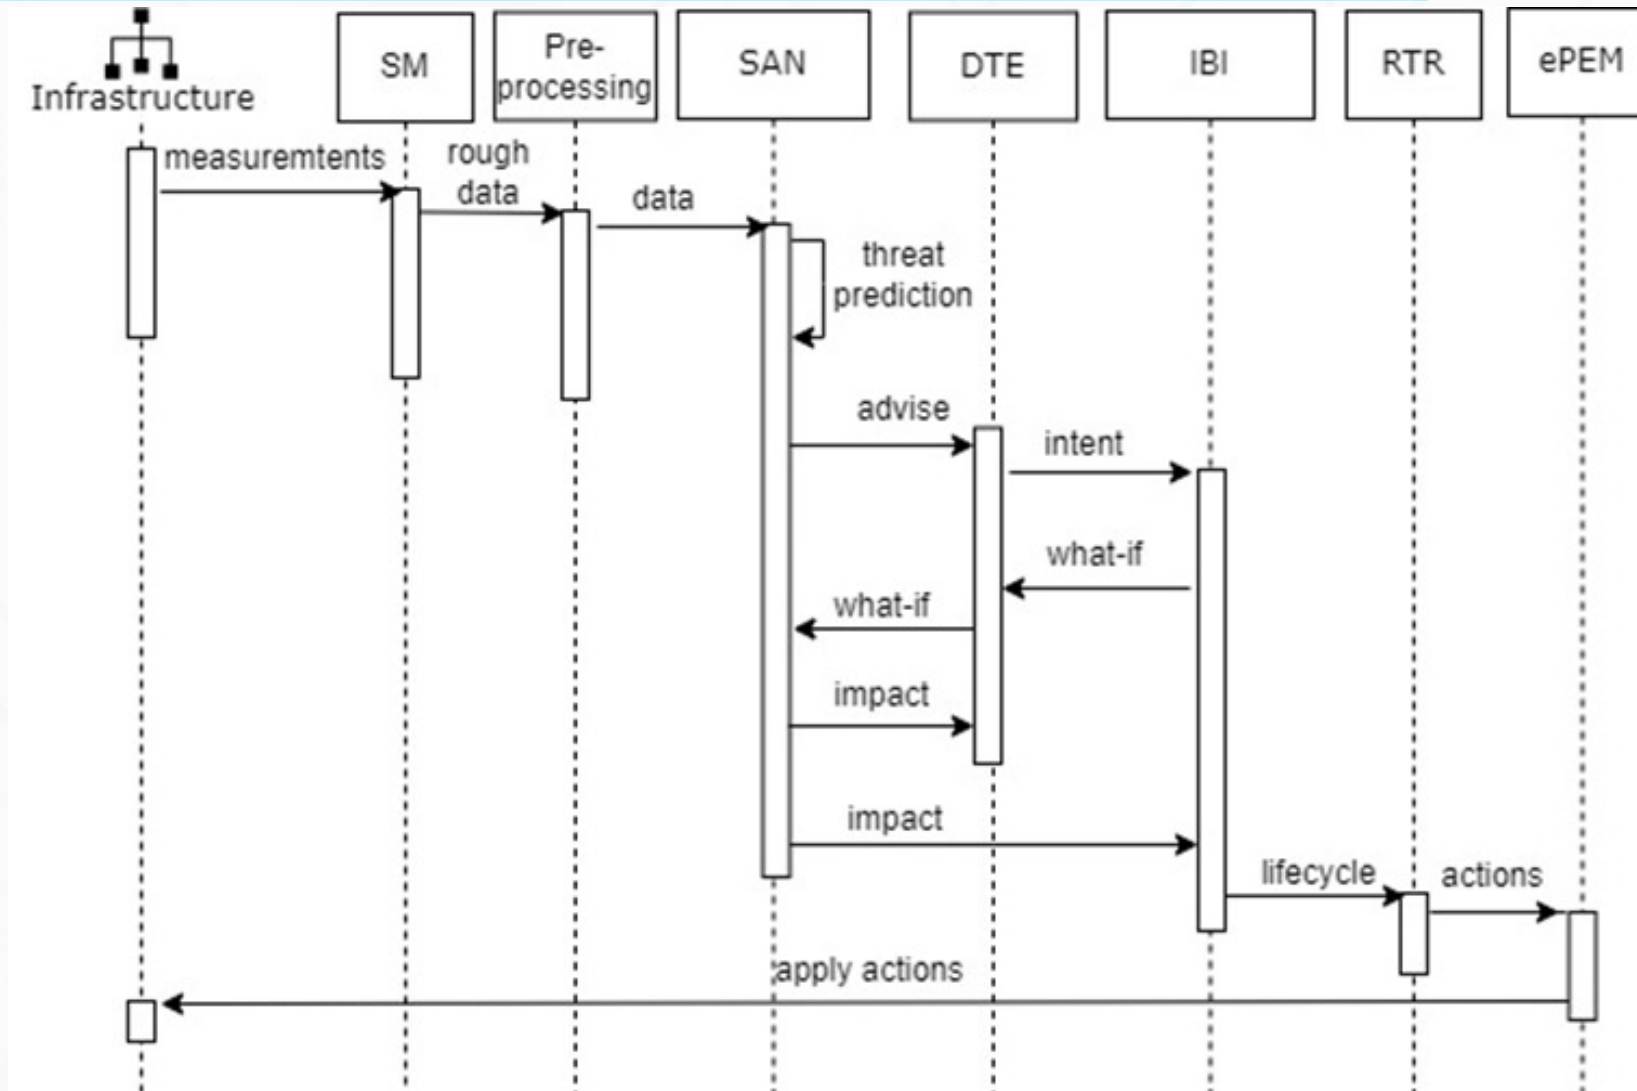 Infrastructure
SM
Pre-
processing
SAN
DTE
IBI
RTR
ePEM
measuremtents
rough
data
data
threat
prediction
advise
intent
what-if
what-if
impact
impact
lifecycle
actions
apply actions